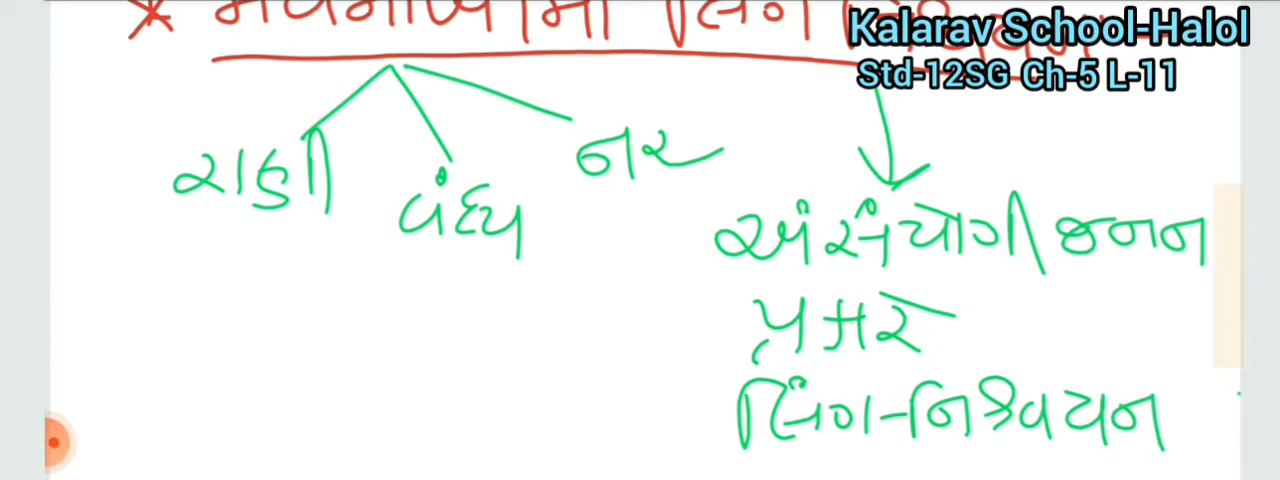 * મધમાખીમાં લિંગ
Kalarav School-Halol
Std-12SG Ch-5 L-11
રાણી
વંધ્ય
નર
અસંયોગીજનન
પ્રકારે
લિંગ-નિશ્ચયન